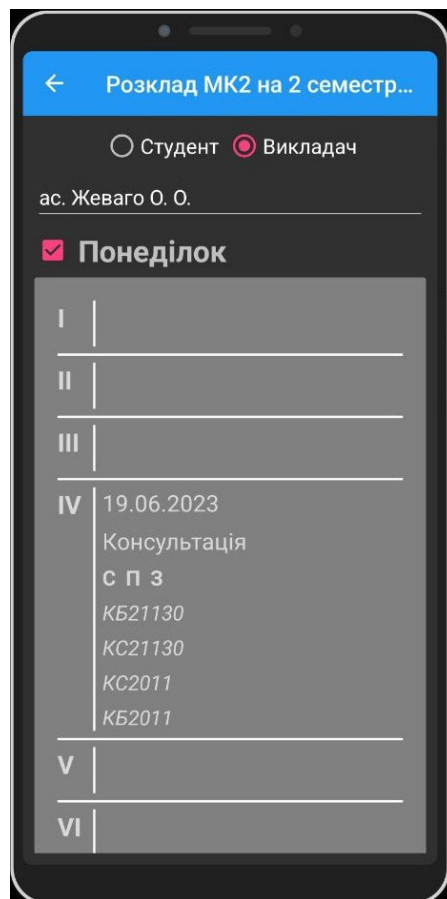 Розклад МК2 на 2 семестр...
Студент Викладач
ас. Жеваго О. О.
Понеділок
I
II
III
IV 19.06.2023
Консультація
С П З
КБ21130
КС21130
КС2011
КБ2011
V
VI